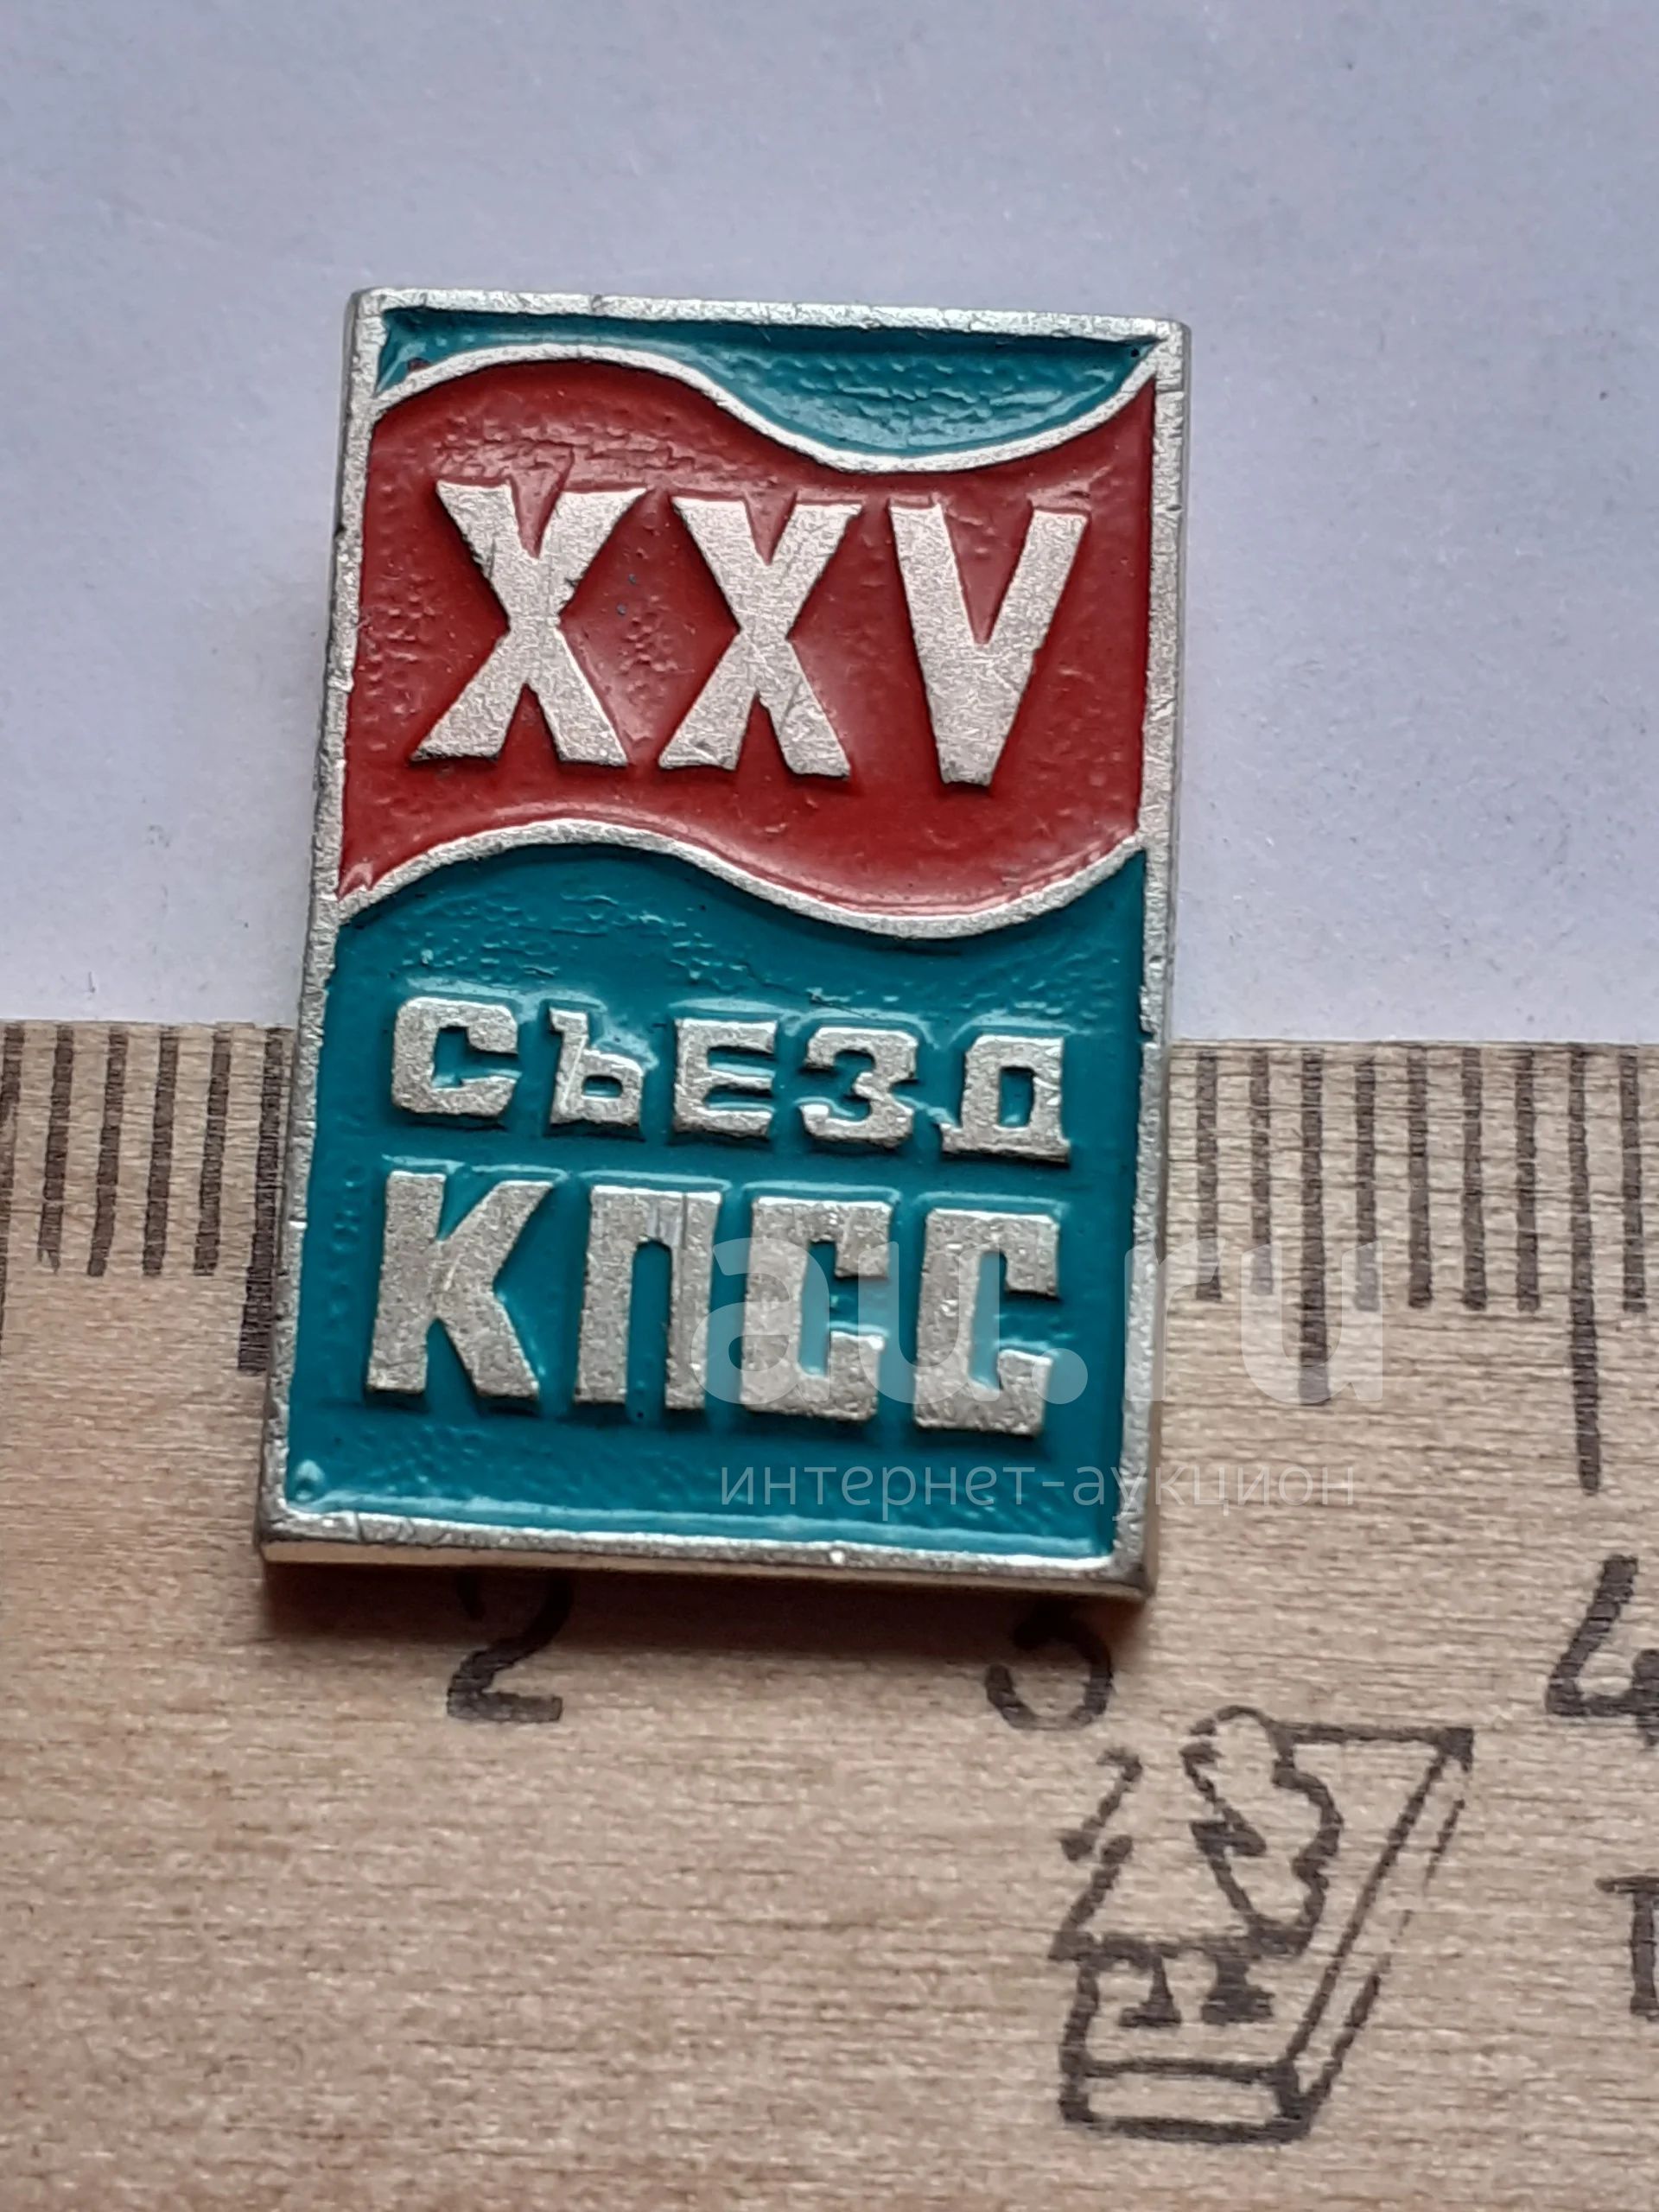 XXV
СЪЕЗД
КПСС
au.ru
интернет-аукцион
2 3 4